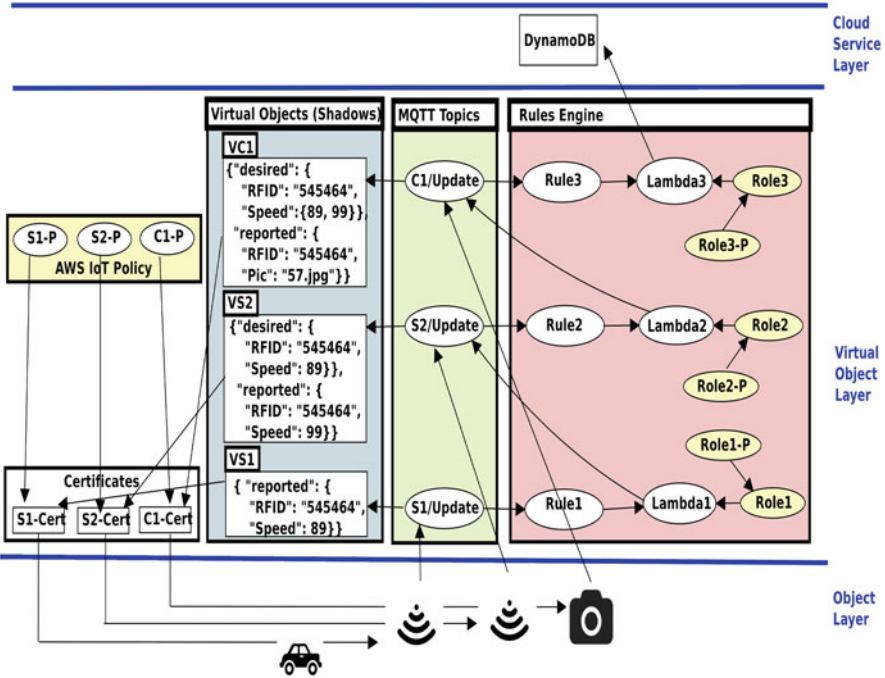 DynamoDB
Cloud
Service
Layer
Virtual Objects (Shadows)
MQTT Topics
Rules Engine
VC1
{"desired": {
"RFID": "545464",
"Speed":{89, 99}},
"reported": {
"RFID": "545464",
"Pic": "57.jpg"}}
C1/Update
Rule3
Lambda3
Role3
Role3-P
S1-P
S2-P
C1-P
AWS IoT Policy
VS2
{"desired": {
"RFID": "545464",
"Speed": 89}},
"reported": {
"RFID": "545464",
"Speed": 99}}
S2/Update
Rule2
Lambda2
Role2
Role2-P
Virtual
Object
Layer
Role1-P
VS1
{ "reported": {
"RFID": "545464",
"Speed": 89}}
S1/Update
Rule1
Lambda1
Role1
Certificates
S1-Cert
S2-Cert
C1-Cert
Object
Layer